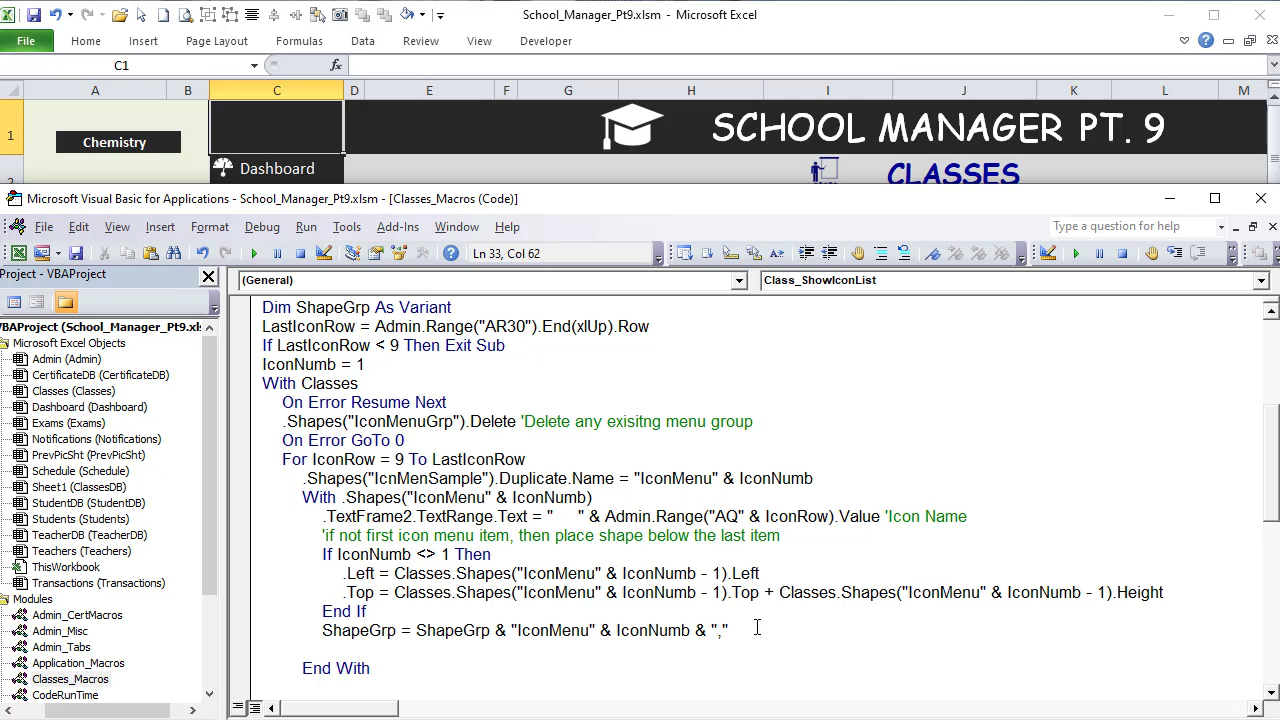 School_Manager_Pt9.xlsm - Microsoft Excel
File Home Insert Page Layout Formulas Data Review View Developer
C1 fx
A B C D E F G H I J K L M
1 SCHOOL MANAGER PT. 9
Chemistry
2 Dashboard CLASSES
Microsoft Visual Basic for Applications - School_Manager_Pt9.xlsm - [Classes_Macros (Code)]
File Edit View Insert Format Debug Run Tools Add-Ins Window Help Type a question for help
Ln 33, Col 62
Project - VBAProject
(General) Class_ShowIconList
VBAProject (School_Manager_Pt9.xls
Microsoft Excel Objects
Admin (Admin)
CertificateDB (CertificateDB)
Classes (Classes)
Dashboard (Dashboard)
Exams (Exams)
Notifications (Notifications)
PrevPicSht (PrevPicSht)
Schedule (Schedule)
Sheet1 (ClassesDB)
StudentDB (StudentDB)
Students (Students)
TeacherDB (TeacherDB)
Teachers (Teachers)
ThisWorkbook
Transactions (Transactions)
Modules
Admin_CertMacros
Admin_Misc
Admin_Tabs
Application_Macros
Classes_Macros
CodeRunTime
Dim ShapeGrp As Variant
LastIconRow = Admin.Range("AR30").End(xlUp).Row
If LastIconRow < 9 Then Exit Sub
IconNumb = 1
With Classes
On Error Resume Next
.Shapes("IconMenuGrp").Delete 'Delete any exisitng menu group
On Error GoTo 0
For IconRow = 9 To LastIconRow
.Shapes("IcnMenSample").Duplicate.Name = "IconMenu" & IconNumb
With .Shapes("IconMenu" & IconNumb)
.TextFrame2.TextRange.Text = "      " & Admin.Range("AQ" & IconRow).Value 'Icon Name
'if not first icon menu item, then place shape below the last item
If IconNumb <> 1 Then
.Left = Classes.Shapes("IconMenu" & IconNumb - 1).Left
.Top = Classes.Shapes("IconMenu" & IconNumb - 1).Top + Classes.Shapes("IconMenu" & IconNumb - 1).Height
End If
ShapeGrp = ShapeGrp & "IconMenu" & IconNumb & ","
End With